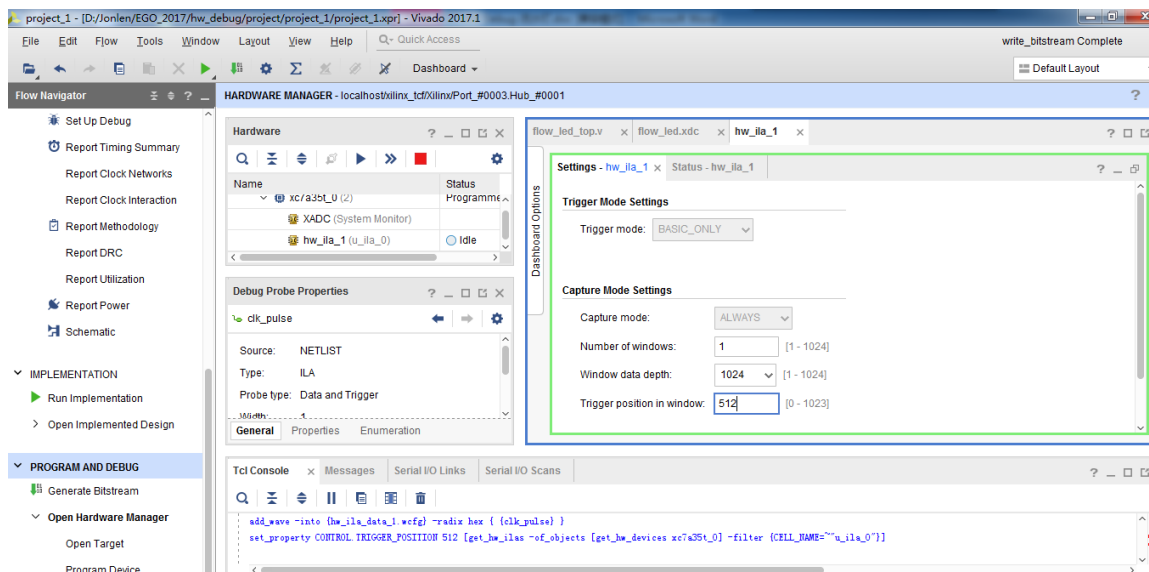 project_1 - [D:/Jonlen/EGO_2017/hw_debug/project/project_1/project_1.xpr] - Vivado 2017.1
File Edit Flow Tools Window Layout View Help Q- Quick Access
write_bitstream Complete
Dashboard
Default Layout
Flow Navigator
HARDWARE MANAGER - localhost/xilinx_tcf/Xilinx/Port_#0003.Hub_#0001
Set Up Debug
Report Timing Summary
Report Clock Networks
Report Clock Interaction
Report Methodology
Report DRC
Report Utilization
Report Power
Schematic
IMPLEMENTATION
Run Implementation
Open Implemented Design
PROGRAM AND DEBUG
Generate Bitstream
Open Hardware Manager
Open Target
Program Device
Hardware
Name Status
xc7a35t_0 (2) Programme
XADC (System Monitor)
hw_ila_1 (u_ila_0) Idle
Debug Probe Properties
clk_pulse
Source: NETLIST
Type: ILA
Probe type: Data and Trigger
Width: 1
General Properties Enumeration
flow_led_top.v flow_led.xdc hw_ila_1
Dashboard Options
Settings - hw_ila_1 Status - hw_ila_1
Trigger Mode Settings
Trigger mode: BASIC_ONLY
Capture Mode Settings
Capture mode: ALWAYS
Number of windows: 1 [1 - 1024]
Window data depth: 1024 [1 - 1024]
Trigger position in window: 512 [0 - 1023]
Tcl Console Messages Serial I/O Links Serial I/O Scans
add_wave -into {hw_ila_data_1.wcfg} -radix hex { {clk_pulse} }
set_property CONTROL.TRIGGER_POSITION 512 [get_hw_ilas -of_objects [get_hw_devices xc7a35t_0] -filter {CELL_NAME=~"u_ila_0"}]